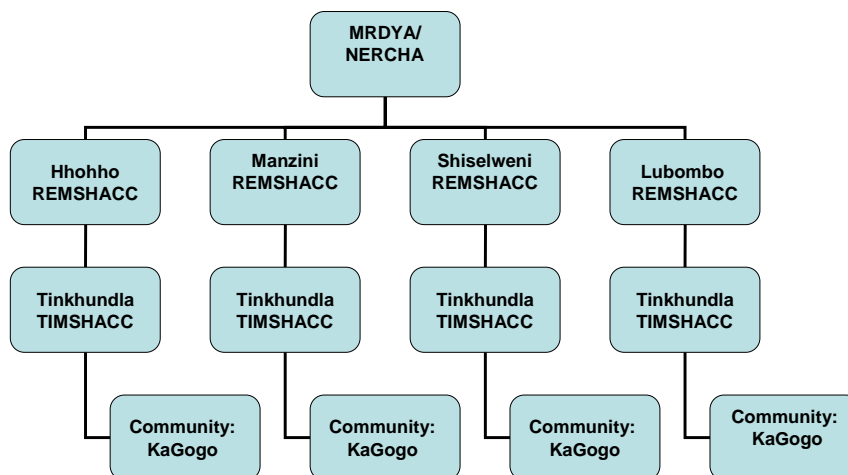 MRDYA/
NERCHA
Hhohho
REMSHACC
Manzini
REMSHACC
Shiselweni
REMSHACC
Lubombo
REMSHACC
Tinkhundla
TIMSHACC
Tinkhundla
TIMSHACC
Tinkhundla
TIMSHACC
Tinkhundla
TIMSHACC
Community:
KaGogo
Community:
KaGogo
Community:
KaGogo
Community:
KaGogo